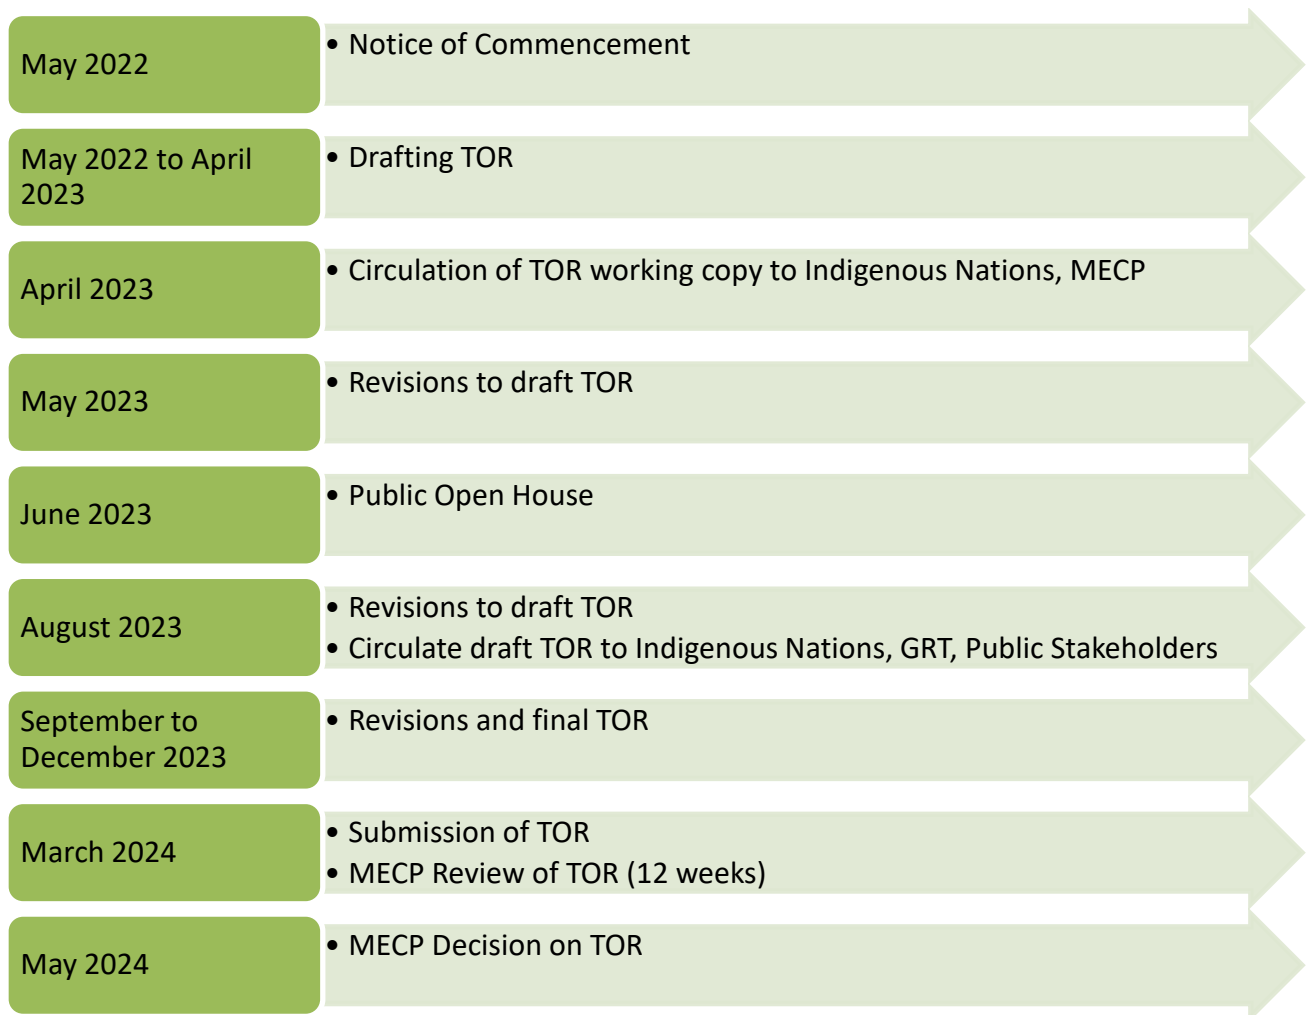 May 2022
• Notice of Commencement
May 2022 to April
2023
• Drafting TOR
April 2023
• Circulation of TOR working copy to Indigenous Nations, MECP
May 2023
• Revisions to draft TOR
June 2023
• Public Open House
August 2023
• Revisions to draft TOR
• Circulate draft TOR to Indigenous Nations, GRT, Public Stakeholders
September to
December 2023
• Revisions and final TOR
March 2024
• Submission of TOR
• MECP Review of TOR (12 weeks)
May 2024
• MECP Decision on TOR